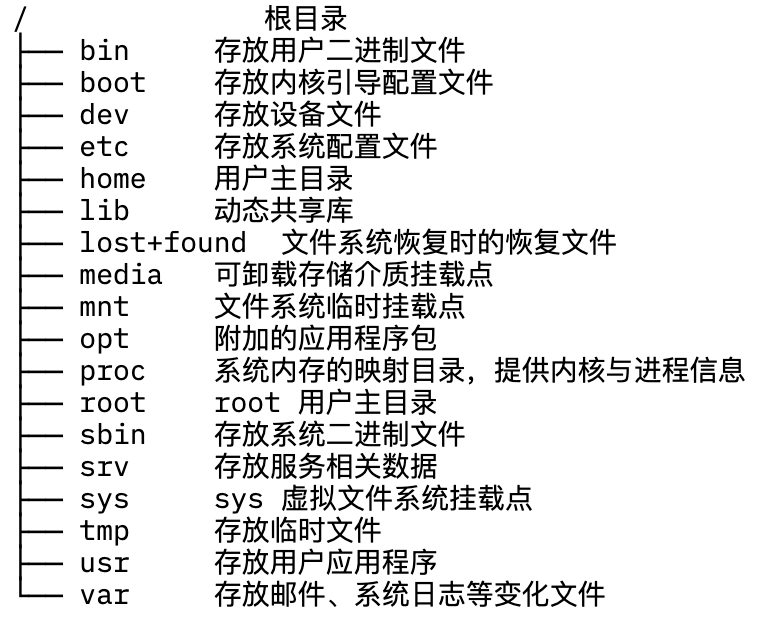 / 根目录
├── bin 存放用户二进制文件
├── boot 存放内核引导配置文件
├── dev 存放设备文件
├── etc 存放系统配置文件
├── home 用户主目录
├── lib 动态共享库
├── lost+found 文件系统恢复时的恢复文件
├── media 可卸载存储介质挂载点
├── mnt 文件系统临时挂载点
├── opt 附加的应用程序包
├── proc 系统内存的映射目录，提供内核与进程信息
├── root root 用户主目录
├── sbin 存放系统二进制文件
├── srv 存放服务相关数据
├── sys sys 虚拟文件系统挂载点
├── tmp 存放临时文件
├── usr 存放用户应用程序
└── var 存放邮件、系统日志等变化文件